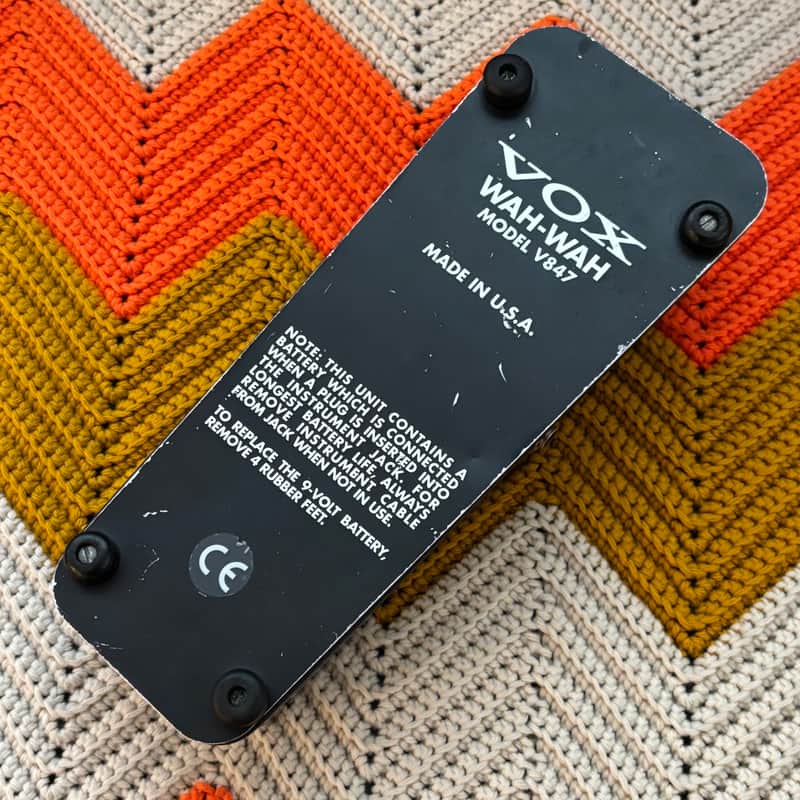 VOX
WAH-WAH
MODEL V847
MADE IN U.S.A.
NOTE: THIS UNIT CONTAINS A
BATTERY WHICH IS CONNECTED
WHEN A PLUG IS INSERTED INTO
THE INSTRUMENT JACK. FOR
LONGEST BATTERY LIFE, ALWAYS
REMOVE INSTRUMENT CABLE
FROM JACK WHEN NOT IN USE.
TO REPLACE THE 9-VOLT BATTERY,
REMOVE 4 RUBBER FEET.
CE